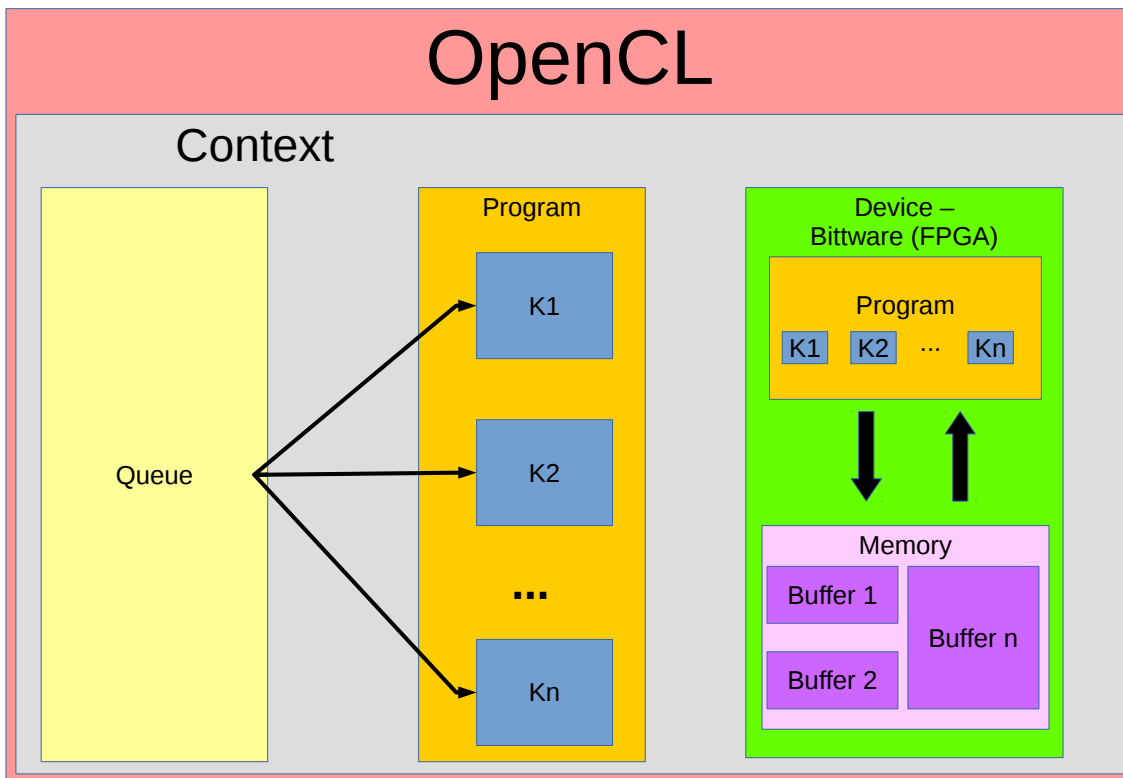 OpenCL
Context
Queue
Program
K1
K2
...
Kn
Device –
Bittware (FPGA)
Program
K1 K2 ... Kn
Memory
Buffer 1
Buffer 2
Buffer n